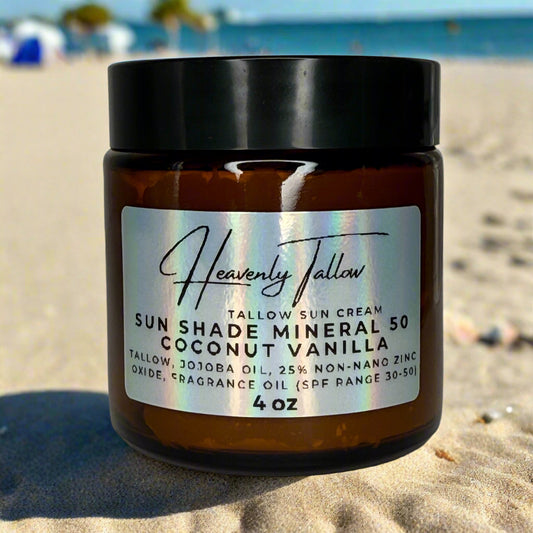 Heavenly Tallow
TALLOW SUN CREAM
SUN SHADE MINERAL 50
COCONUT VANILLA
TALLOW, JOJOBA OIL, 25% NON-NANO ZINC
OXIDE, FRAGRANCE OIL (SPF RANGE 30-50)
4 oz